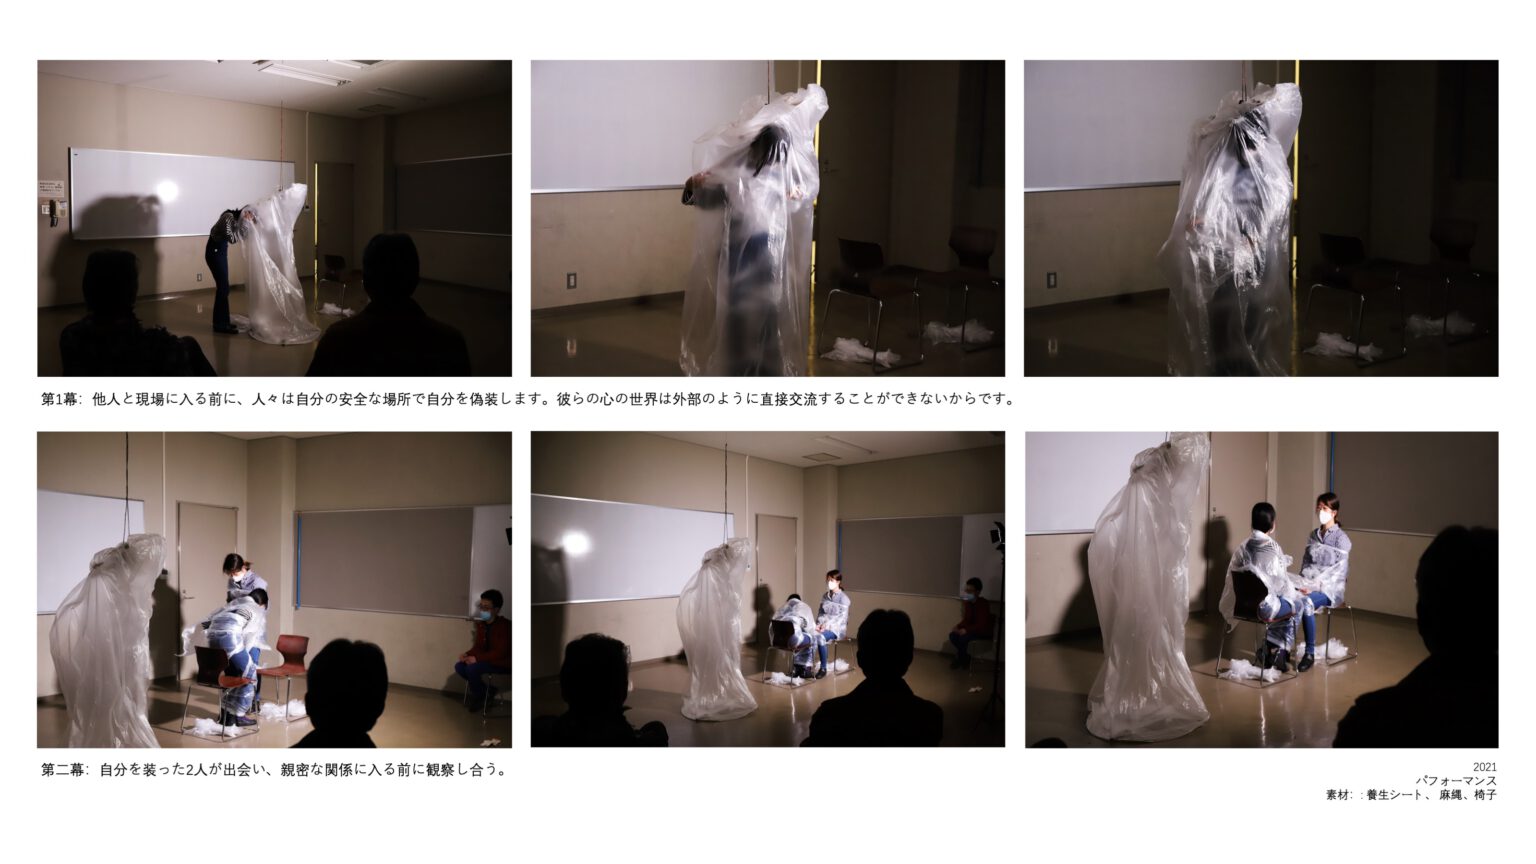 第1幕：他人と現場に入る前に、人々は自分の安全な場所で自分を偽装します。彼らの心の世界は外部のように直接交流することができないからです。
第二幕：自分を装った2人が出会い、親密な関係に入る前に観察し合う。
2021
パフォーマンス
素材：: 養生シート、 麻縄、椅子